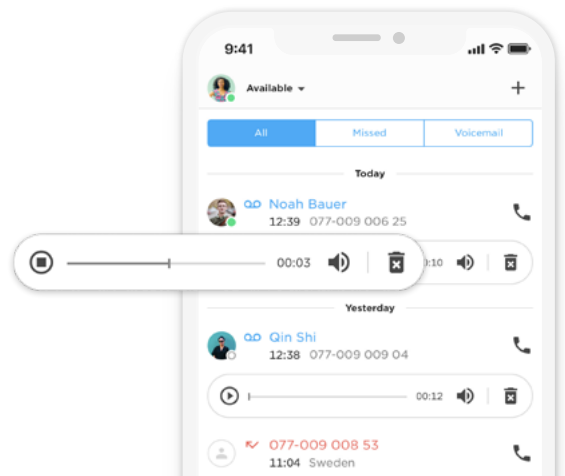 9:41
Available
All Missed Voicemail
Today
Noah Bauer
12:39 077-009 006 25
00:03
:10
Yesterday
Qin Shi
12:38 077-009 009 04
00:12
077-009 008 53
11:04 Sweden